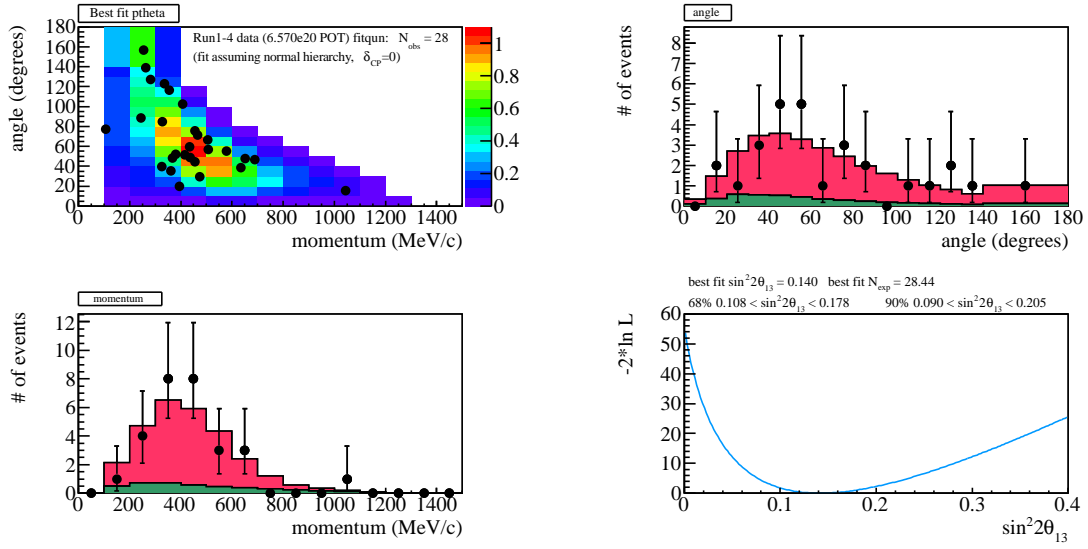 Best fit ptheta
Run1-4 data (6.570e20 POT) fitqun: N_obs = 28
(fit assuming normal hierarchy, δ_CP=0)
angle (degrees)
180
160
140
120
100
80
60
40
20
0
0 200 400 600 800 1000 1200 1400
momentum (MeV/c)
1
0.8
0.6
0.4
0.2
0
angle
# of events
8
7
6
5
4
3
2
1
0
0 20 40 60 80 100 120 140 160 180
angle (degrees)
momentum
# of events
12
10
8
6
4
2
0
0 200 400 600 800 1000 1200 1400
momentum (MeV/c)
best fit sin²2θ₁₃ = 0.140 best fit N_exp = 28.44
68% 0.108 < sin²2θ₁₃ < 0.178 90% 0.090 < sin²2θ₁₃ < 0.205
-2*ln L
60
50
40
30
20
10
0
0 0.1 0.2 0.3 0.4
sin²2θ₁₃